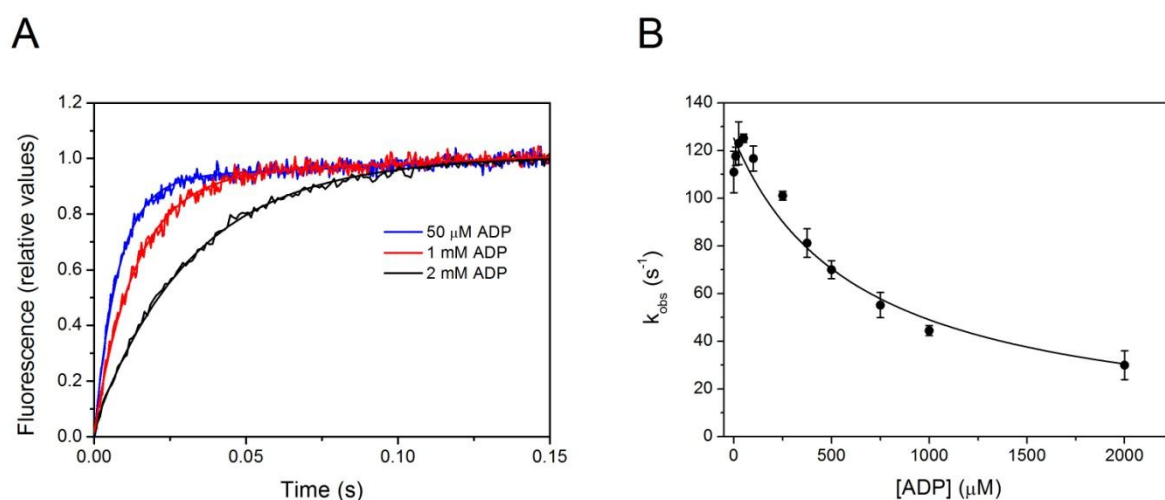 A
Fluorescence (relative values)
1.2
1.0
0.8
0.6
0.4
0.2
0.0
50 μM ADP
1 mM ADP
2 mM ADP
0.00 0.05 0.10 0.15
Time (s)
B
k_obs (s⁻¹)
140
120
100
80
60
40
20
0
0 500 1000 1500 2000
[ADP] (μM)